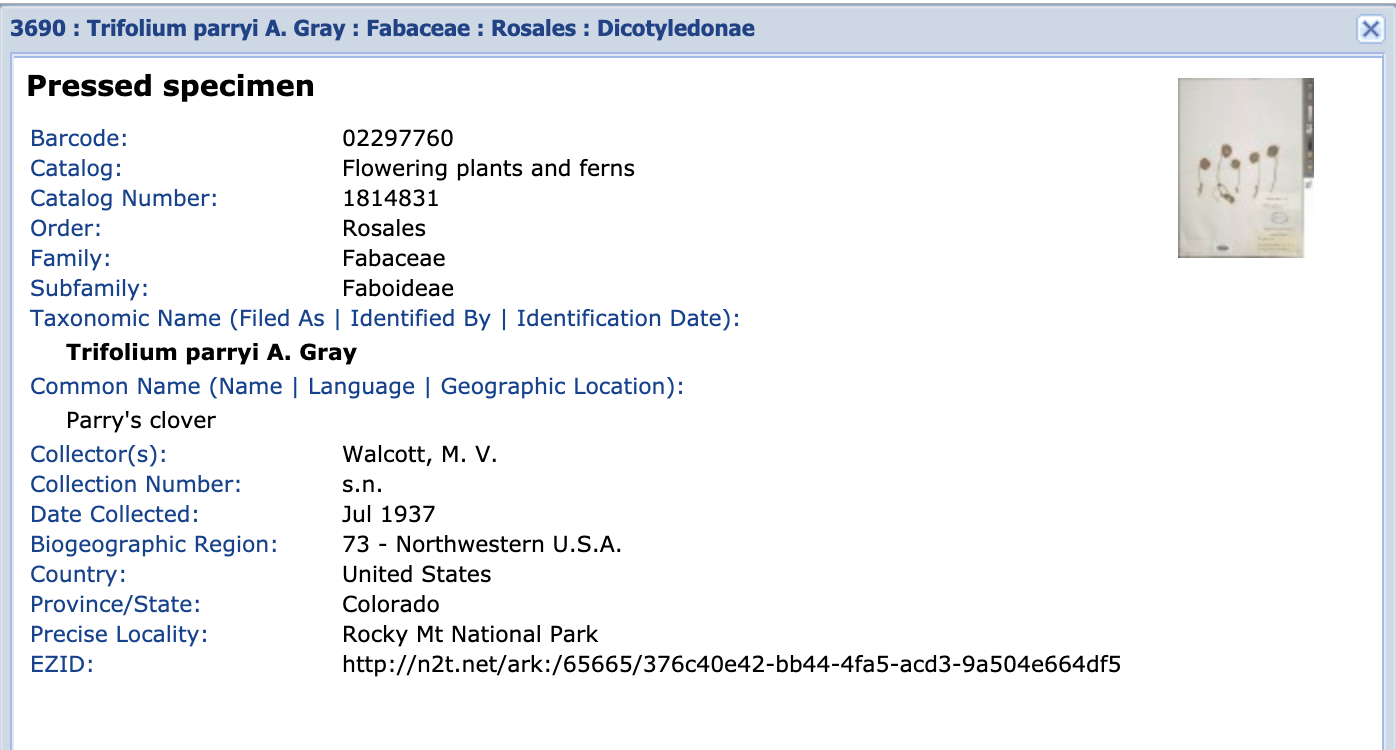 3690 : Trifolium parryi A. Gray : Fabaceae : Rosales : Dicotyledonae
Pressed specimen
Barcode: 02297760
Catalog: Flowering plants and ferns
Catalog Number: 1814831
Order: Rosales
Family: Fabaceae
Subfamily: Faboideae
Taxonomic Name (Filed As | Identified By | Identification Date):
Trifolium parryi A. Gray
Common Name (Name | Language | Geographic Location):
Parry's clover
Collector(s): Walcott, M. V.
Collection Number: s.n.
Date Collected: Jul 1937
Biogeographic Region: 73 - Northwestern U.S.A.
Country: United States
Province/State: Colorado
Precise Locality: Rocky Mt National Park
EZID: http://n2t.net/ark:/65665/376c40e42-bb44-4fa5-acd3-9a504e664df5